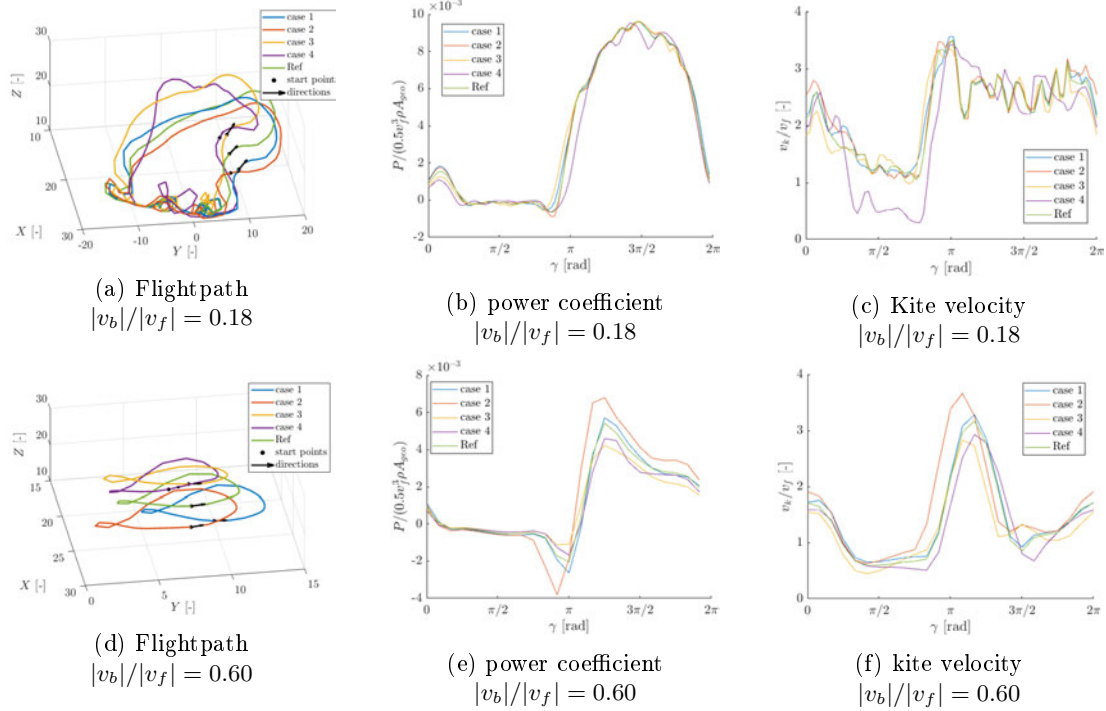 case 1
case 2
case 3
case 4
Ref
start points
directions
30
20
10
Z [-]
10
20
30
X [-]
-20
-10
0
10
20
Y [-]
(a) Flightpath
|v_b|/|v_f| = 0.18
×10⁻³
10
8
6
4
2
0
-2
P/(0.5v_f³ρA_geo)
case 1
case 2
case 3
case 4
Ref
0
π/2
π
3π/2
2π
γ [rad]
(b) power coefficient
|v_b|/|v_f| = 0.18
4
3
2
1
0
v_k/v_f [-]
case 1
case 2
case 3
case 4
Ref
0
π/2
π
3π/2
2π
γ [rad]
(c) Kite velocity
|v_b|/|v_f| = 0.18
case 1
case 2
case 3
case 4
Ref
start points
directions
30
20
10
Z [-]
15
20
25
30
X [-]
0
5
10
15
Y [-]
(d) Flightpath
|v_b|/|v_f| = 0.60
×10⁻³
8
6
4
2
0
-2
-4
P/(0.5v_f³ρA_geo)
case 1
case 2
case 3
case 4
Ref
0
π/2
π
3π/2
2π
γ [rad]
(e) power coefficient
|v_b|/|v_f| = 0.60
4
3
2
1
0
v_k/v_f [-]
case 1
case 2
case 3
case 4
Ref
0
π/2
π
3π/2
2π
γ [rad]
(f) kite velocity
|v_b|/|v_f| = 0.60